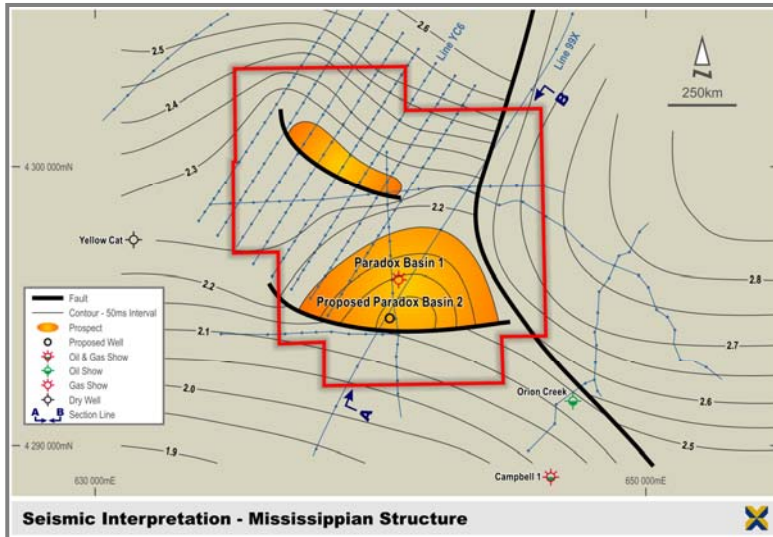 2.5
2.6
Line YC6
Line 99X
2.4
B
N
250km
4 300 000mN
2.3
2.2
Yellow Cat
2.8
Paradox Basin 1
2.2
Proposed Paradox Basin 2
Fault
Contour - 50ms Interval
Prospect
Proposed Well
Oil & Gas Show
Oil Show
Gas Show
Dry Well
A B Section Line
2.1
2.7
2.0
Orion Creek
2.6
A
4 290 000mN
1.9
2.5
Campbell 1
630 000mE
650 000mE
Seismic Interpretation - Mississippian Structure